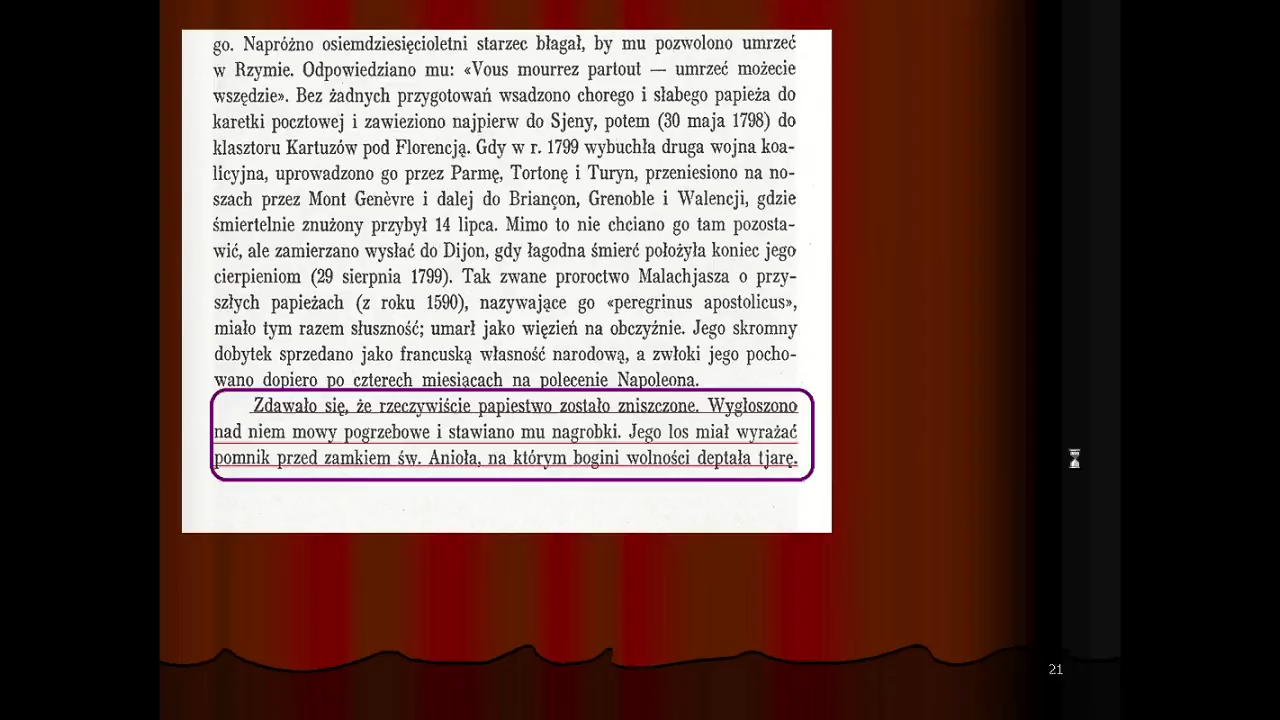 go. Napróżno osiemdziesięcioletni starzec błagał, by mu pozwolono umrzeć
w Rzymie. Odpowiedziano mu: «Vous mourrez partout — umrzeć możecie
wszędzie». Bez żadnych przygotowań wsadzono chorego i słabego papieża do
karetki pocztowej i zawieziono najpierw do Sjeny, potem (30 maja 1798) do
klasztoru Kartuzów pod Florencją. Gdy w r. 1799 wybuchła druga wojna koa-
licyjna, uprowadzono go przez Parmę, Tortonę i Turyn, przeniesiono na no-
szach przez Mont Genèvre i dalej do Briançon, Grenoble i Walencji, gdzie
śmiertelnie znużony przybył 14 lipca. Mimo to nie chciano go tam pozosta-
wić, ale zamierzano wysłać do Dijon, gdy łagodna śmierć położyła koniec jego
cierpieniom (29 sierpnia 1799). Tak zwane proroctwo Malachjasza o przy-
szłych papieżach (z roku 1590), nazywające go «peregrinus apostolicus»,
miało tym razem słuszność; umarł jako więzień na obczyźnie. Jego skromny
dobytek sprzedano jako francuską własność narodową, a zwłoki jego pocho-
wano dopiero po czterech miesiącach na polecenie Napoleona.
Zdawało się, że rzeczywiście papiestwo zostało zniszczone. Wygłoszono
nad niem mowy pogrzebowe i stawiano mu nagrobki. Jego los miał wyrażać
pomnik przed zamkiem św. Anioła, na którym bogini wolności deptała tjarę.
21